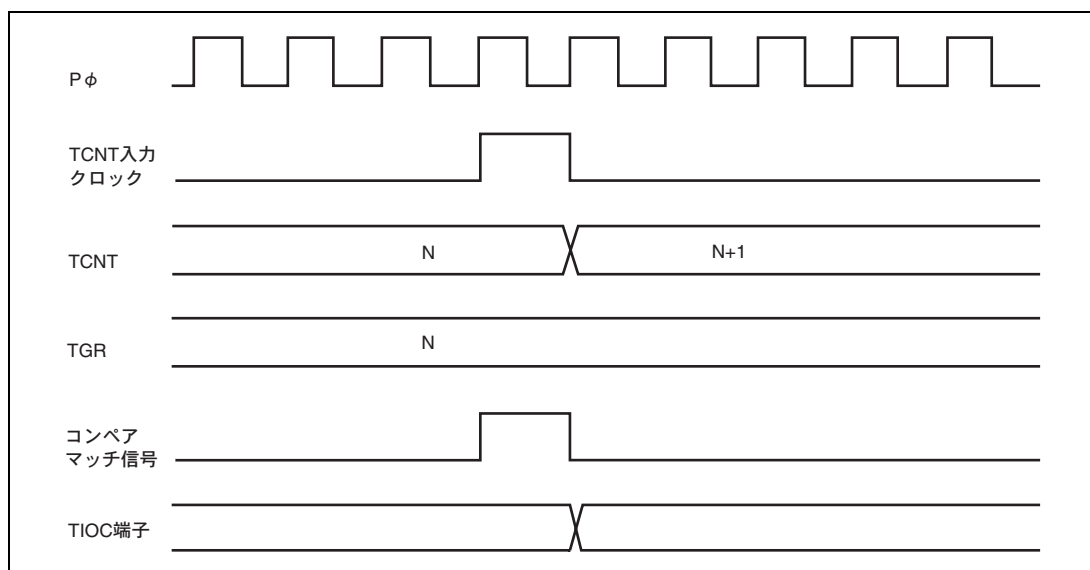 Pφ
TCNT入力
クロック
TCNT
N
N+1
TGR
N
コンペア
マッチ信号
TIOC端子